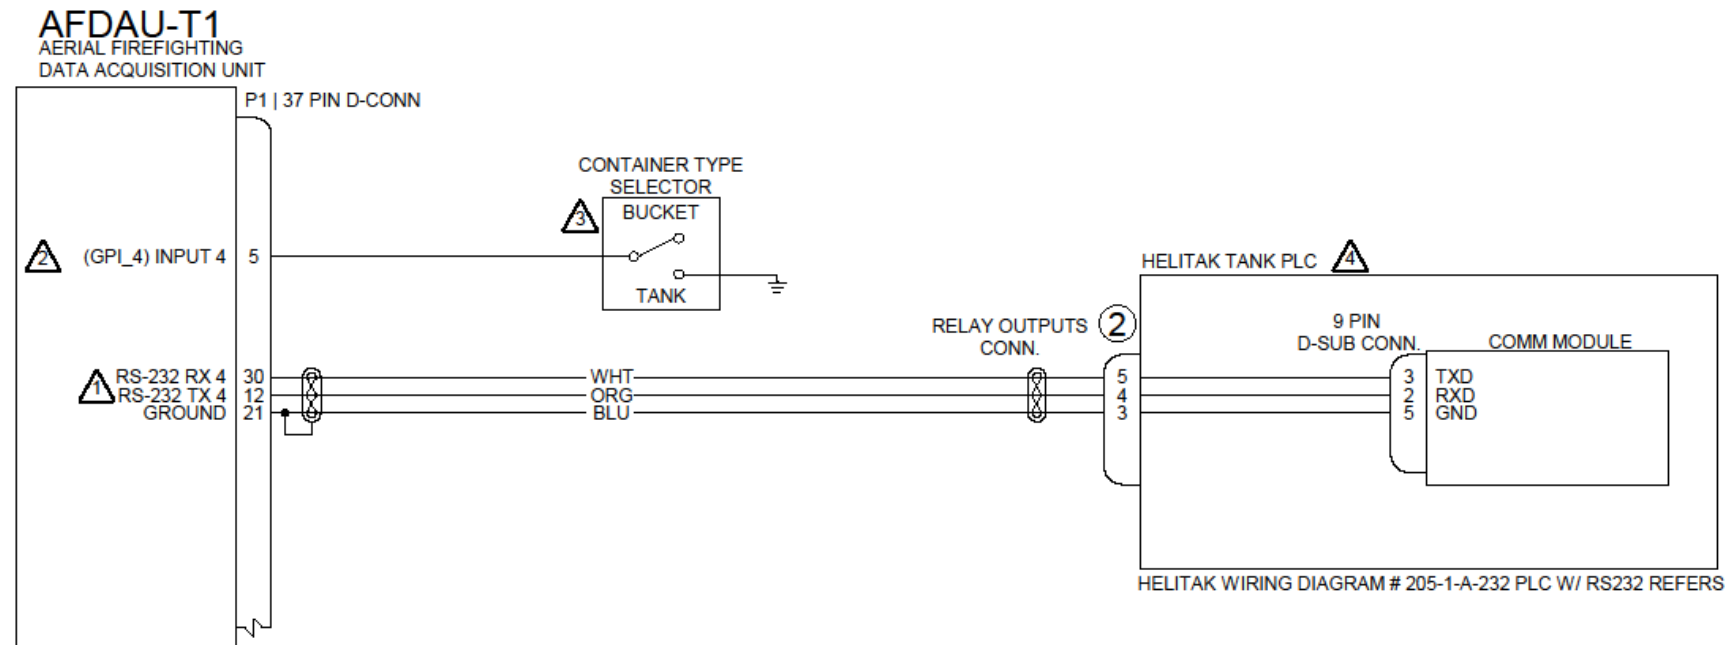 AFDAU-T1
AERIAL FIREFIGHTING
DATA ACQUISITION UNIT
P1 | 37 PIN D-CONN
CONTAINER TYPE
SELECTOR
3
BUCKET
2
(GPI_4) INPUT 4
5
TANK
HELITAK TANK PLC
4
RELAY OUTPUTS
CONN.
2
9 PIN
D-SUB CONN.
COMM MODULE
1
RS-232 RX 4 30 WHT 5 3 TXD
RS-232 TX 4 12 ORG 4 2 RXD
GROUND 21 BLU 3 5 GND
HELITAK WIRING DIAGRAM # 205-1-A-232 PLC W/ RS232 REFERS